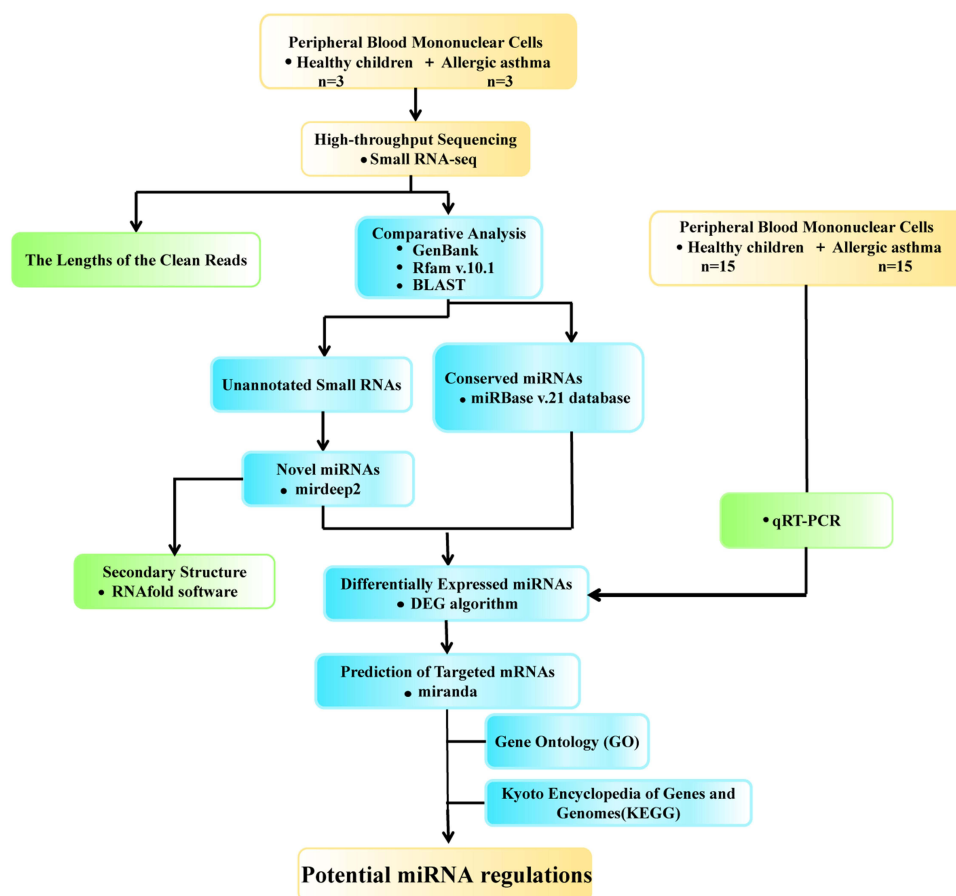 Peripheral Blood Mononuclear Cells
• Healthy children + Allergic asthma
n=3 n=3
High-throughput Sequencing
• Small RNA-seq
The Lengths of the Clean Reads
Comparative Analysis
• GenBank
• Rfam v.10.1
• BLAST
Peripheral Blood Mononuclear Cells
• Healthy children + Allergic asthma
n=15 n=15
Unannotated Small RNAs
Conserved miRNAs
• miRBase v.21 database
Novel miRNAs
• mirdeep2
• qRT-PCR
Secondary Structure
• RNAfold software
Differentially Expressed miRNAs
• DEG algorithm
Prediction of Targeted mRNAs
• miranda
Gene Ontology (GO)
Kyoto Encyclopedia of Genes and
Genomes(KEGG)
Potential miRNA regulations